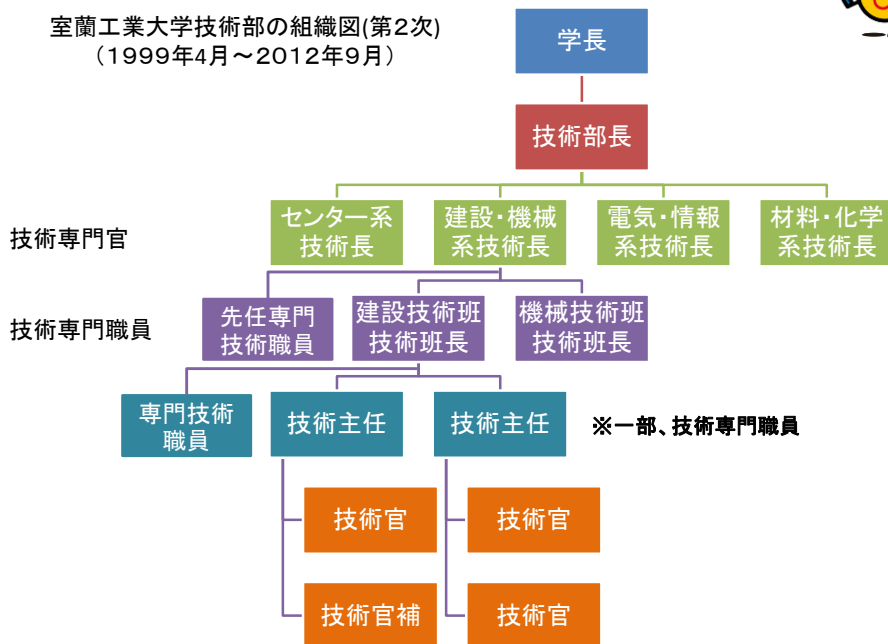 室蘭工業大学技術部の組織図(第2次)
（1999年4月～2012年9月）
学長
技術部長
技術専門官
センター系
技術長
建設・機械
系技術長
電気・情報
系技術長
材料・化学
系技術長
技術専門職員
先任専門
技術職員
建設技術班
技術班長
機械技術班
技術班長
専門技術
職員
技術主任
技術主任
※一部、技術専門職員
技術官
技術官
技術官補
技術官